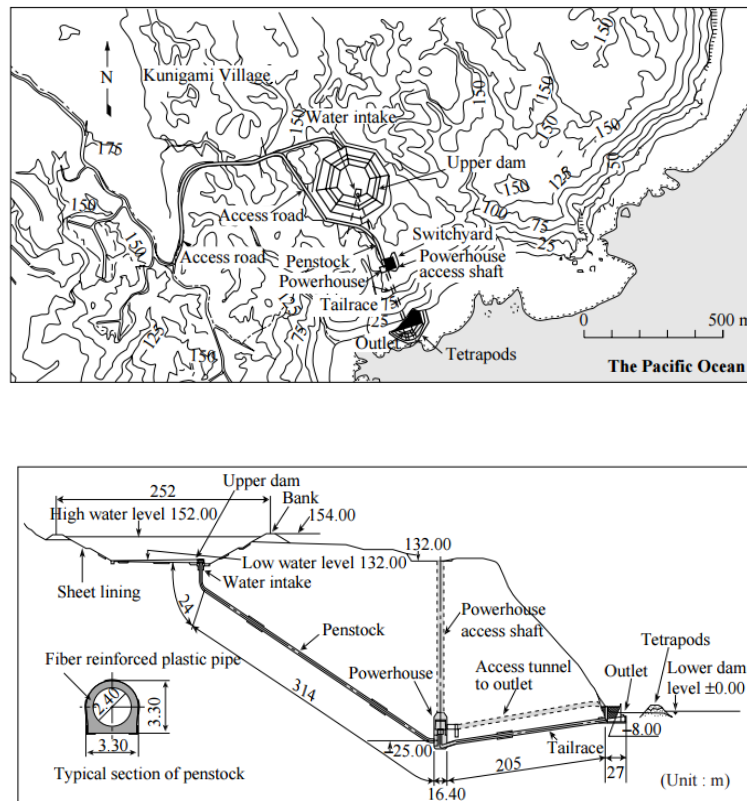 N
Kunigami Village
150
150
150
150
Water intake
150
150
175
Upper dam
150
125
150
100
75
25
Access road
Switchyard
Access road
Penstock
Powerhouse
Powerhouse
access shaft
Tailrace
150
150
125
75
25
150
Outlet
Tetrapods
0
500 m
The Pacific Ocean
Upper dam
252
Bank
High water level 152.00
154.00
132.00
Low water level 132.00
Water intake
Sheet lining
24
Penstock
Powerhouse
access shaft
Tetrapods
Fiber reinforced plastic pipe
314
Powerhouse
Access tunnel
to outlet
Outlet
Lower dam
level ±0.00
2.40
3.30
−25.00
−8.00
3.30
Tailrace
205
27
Typical section of penstock
16.40
(Unit : m)